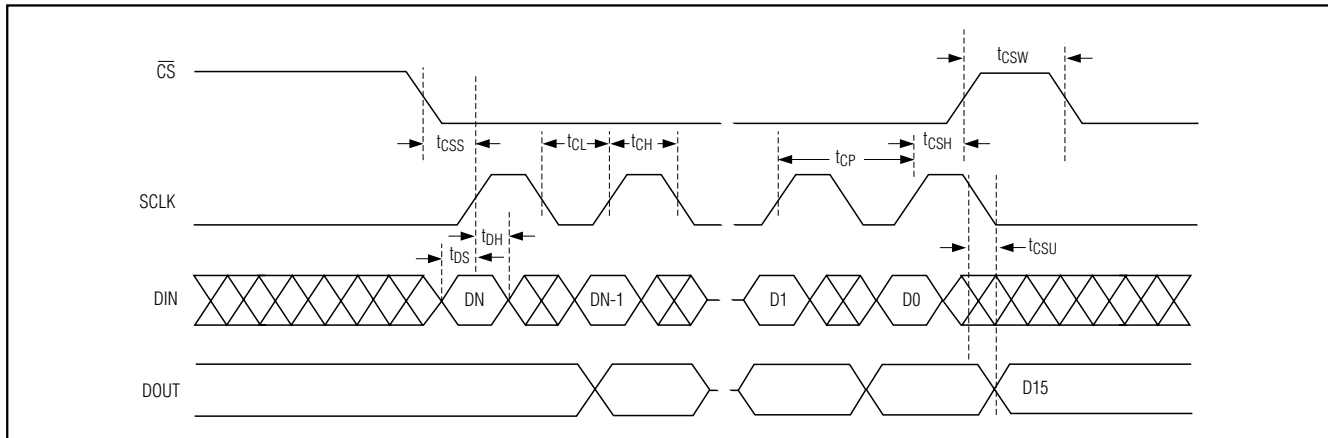 CS
tCSW
tCSS
tCL
tCH
tCP
tCSH
SCLK
tDH
tDS
tCSU
DIN
DN
DN-1
D1
D0
DOUT
D15